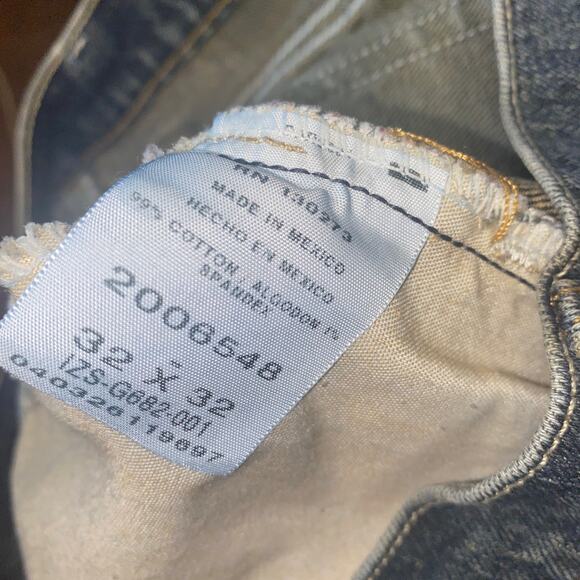 RN 130273
MADE IN MEXICO
HECHO EN MEXICO
99% COTTON, ALGODON 1%
SPANDEX
2006548
32 X 32
IZS-G682-001
040326119697